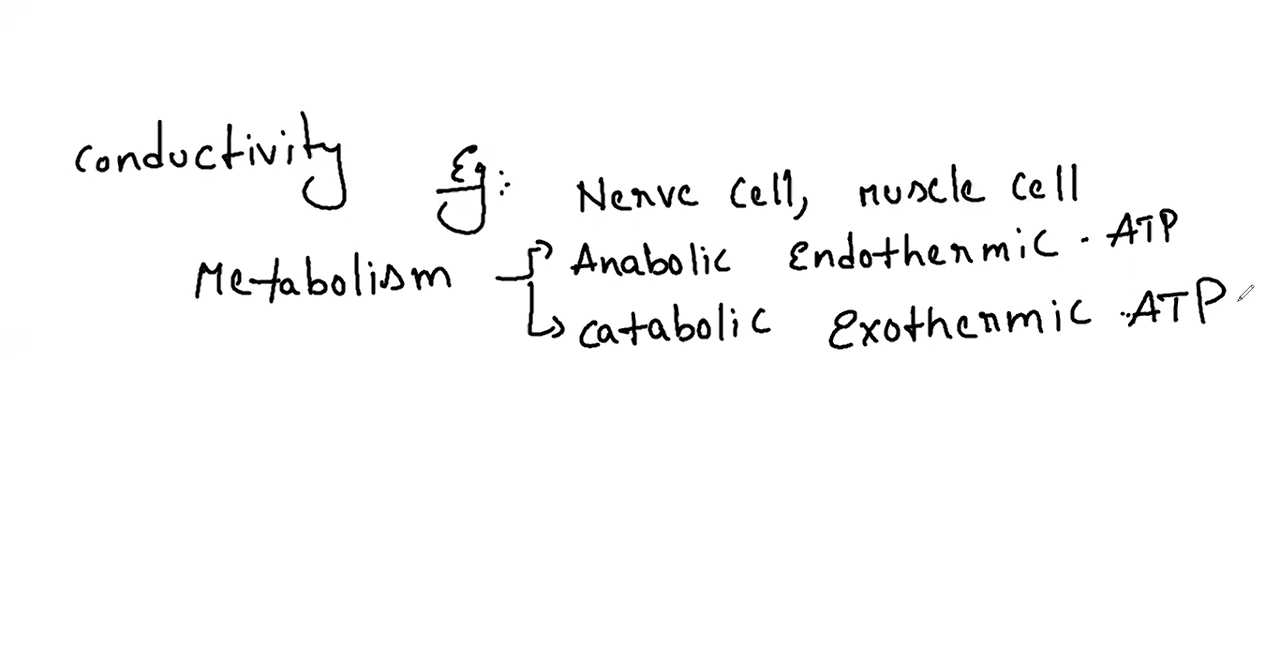 conductivity Eg: Nerve cell, muscle cell
Metabolism → Anabolic Endothermic · ATP
→ catabolic Exothermic · ATP